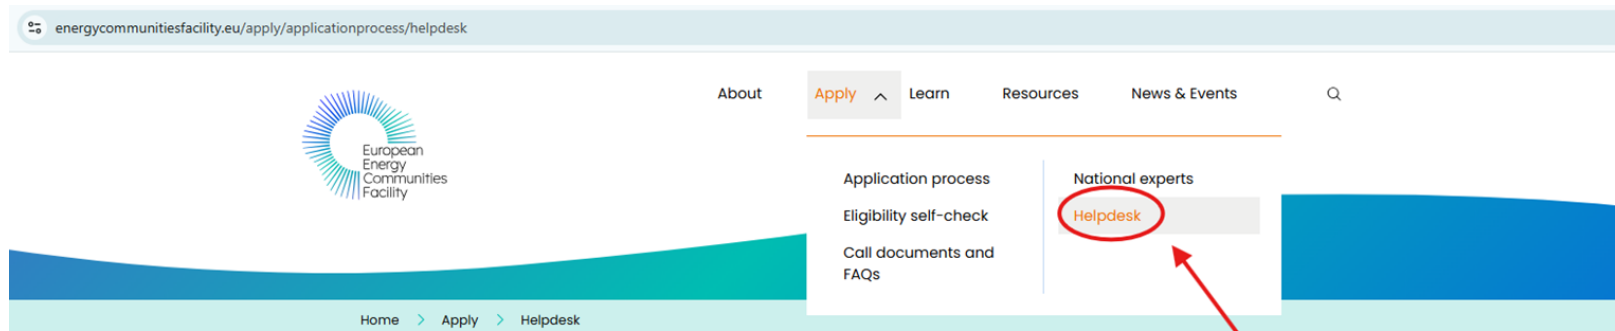 energycommunitiesfacility.eu/apply/applicationprocess/helpdesk
About Apply Learn Resources News & Events
European
Energy
Communities
Facility
Application process
Eligibility self-check
Call documents and
FAQs
National experts
Helpdesk
Home > Apply > Helpdesk